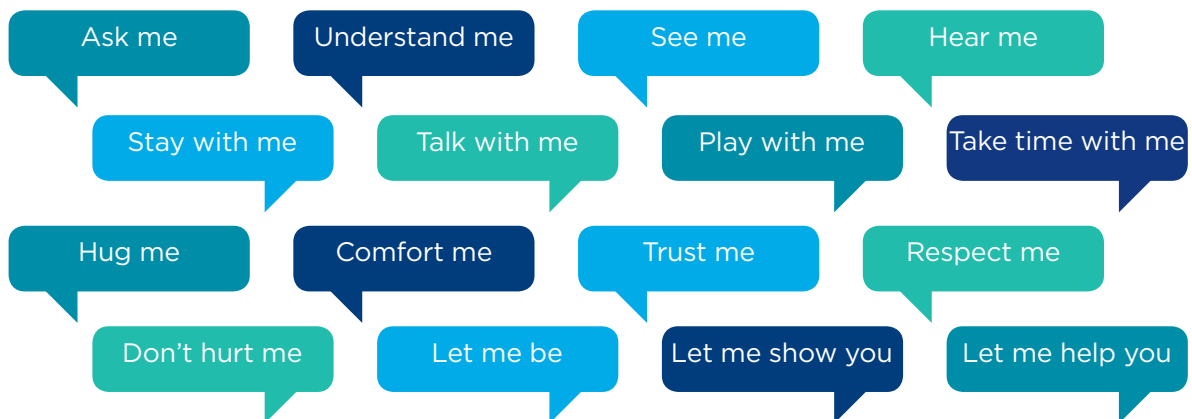 Ask me
Understand me
See me
Hear me
Stay with me
Talk with me
Play with me
Take time with me
Hug me
Comfort me
Trust me
Respect me
Don’t hurt me
Let me be
Let me show you
Let me help you